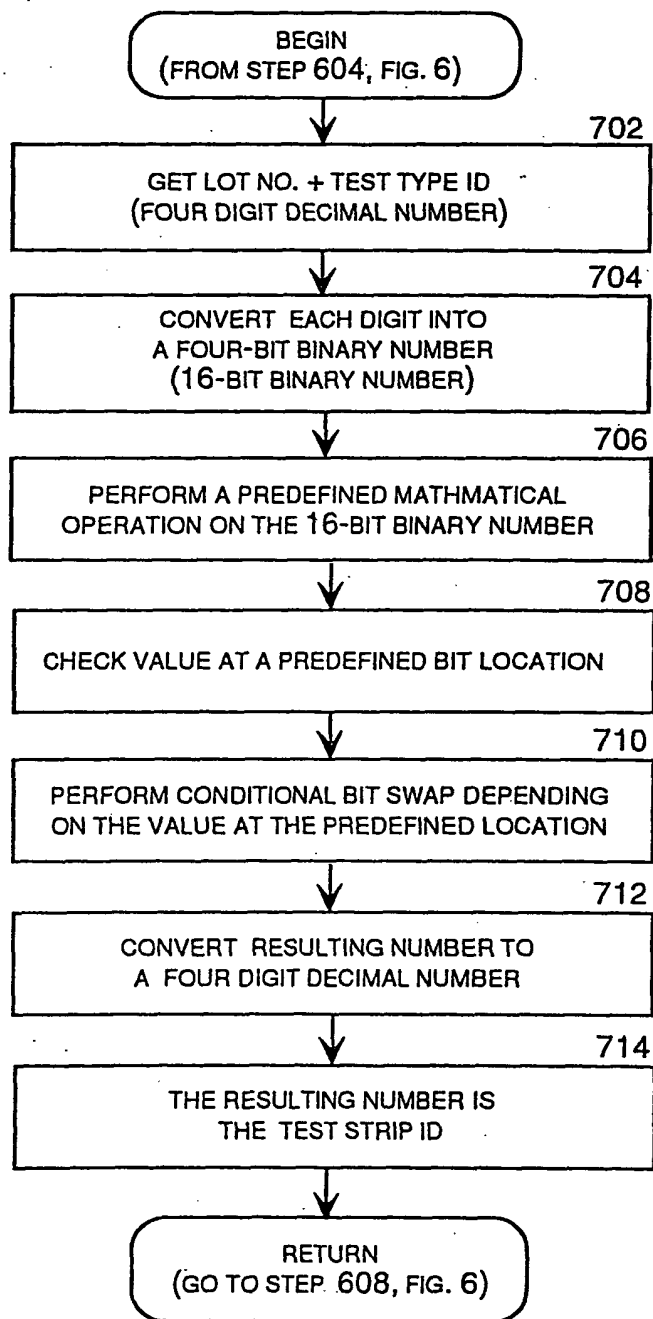 BEGIN
(FROM STEP 604, FIG. 6)
702
GET LOT NO. + TEST TYPE ID
(FOUR DIGIT DECIMAL NUMBER)
704
CONVERT EACH DIGIT INTO
A FOUR-BIT BINARY NUMBER
(16-BIT BINARY NUMBER)
706
PERFORM A PREDEFINED MATHMATICAL
OPERATION ON THE 16-BIT BINARY NUMBER
708
CHECK VALUE AT A PREDEFINED BIT LOCATION
710
PERFORM CONDITIONAL BIT SWAP DEPENDING
ON THE VALUE AT THE PREDEFINED LOCATION
712
CONVERT RESULTING NUMBER TO
A FOUR DIGIT DECIMAL NUMBER
714
THE RESULTING NUMBER IS
THE TEST STRIP ID
RETURN
(GO TO STEP 608, FIG. 6)